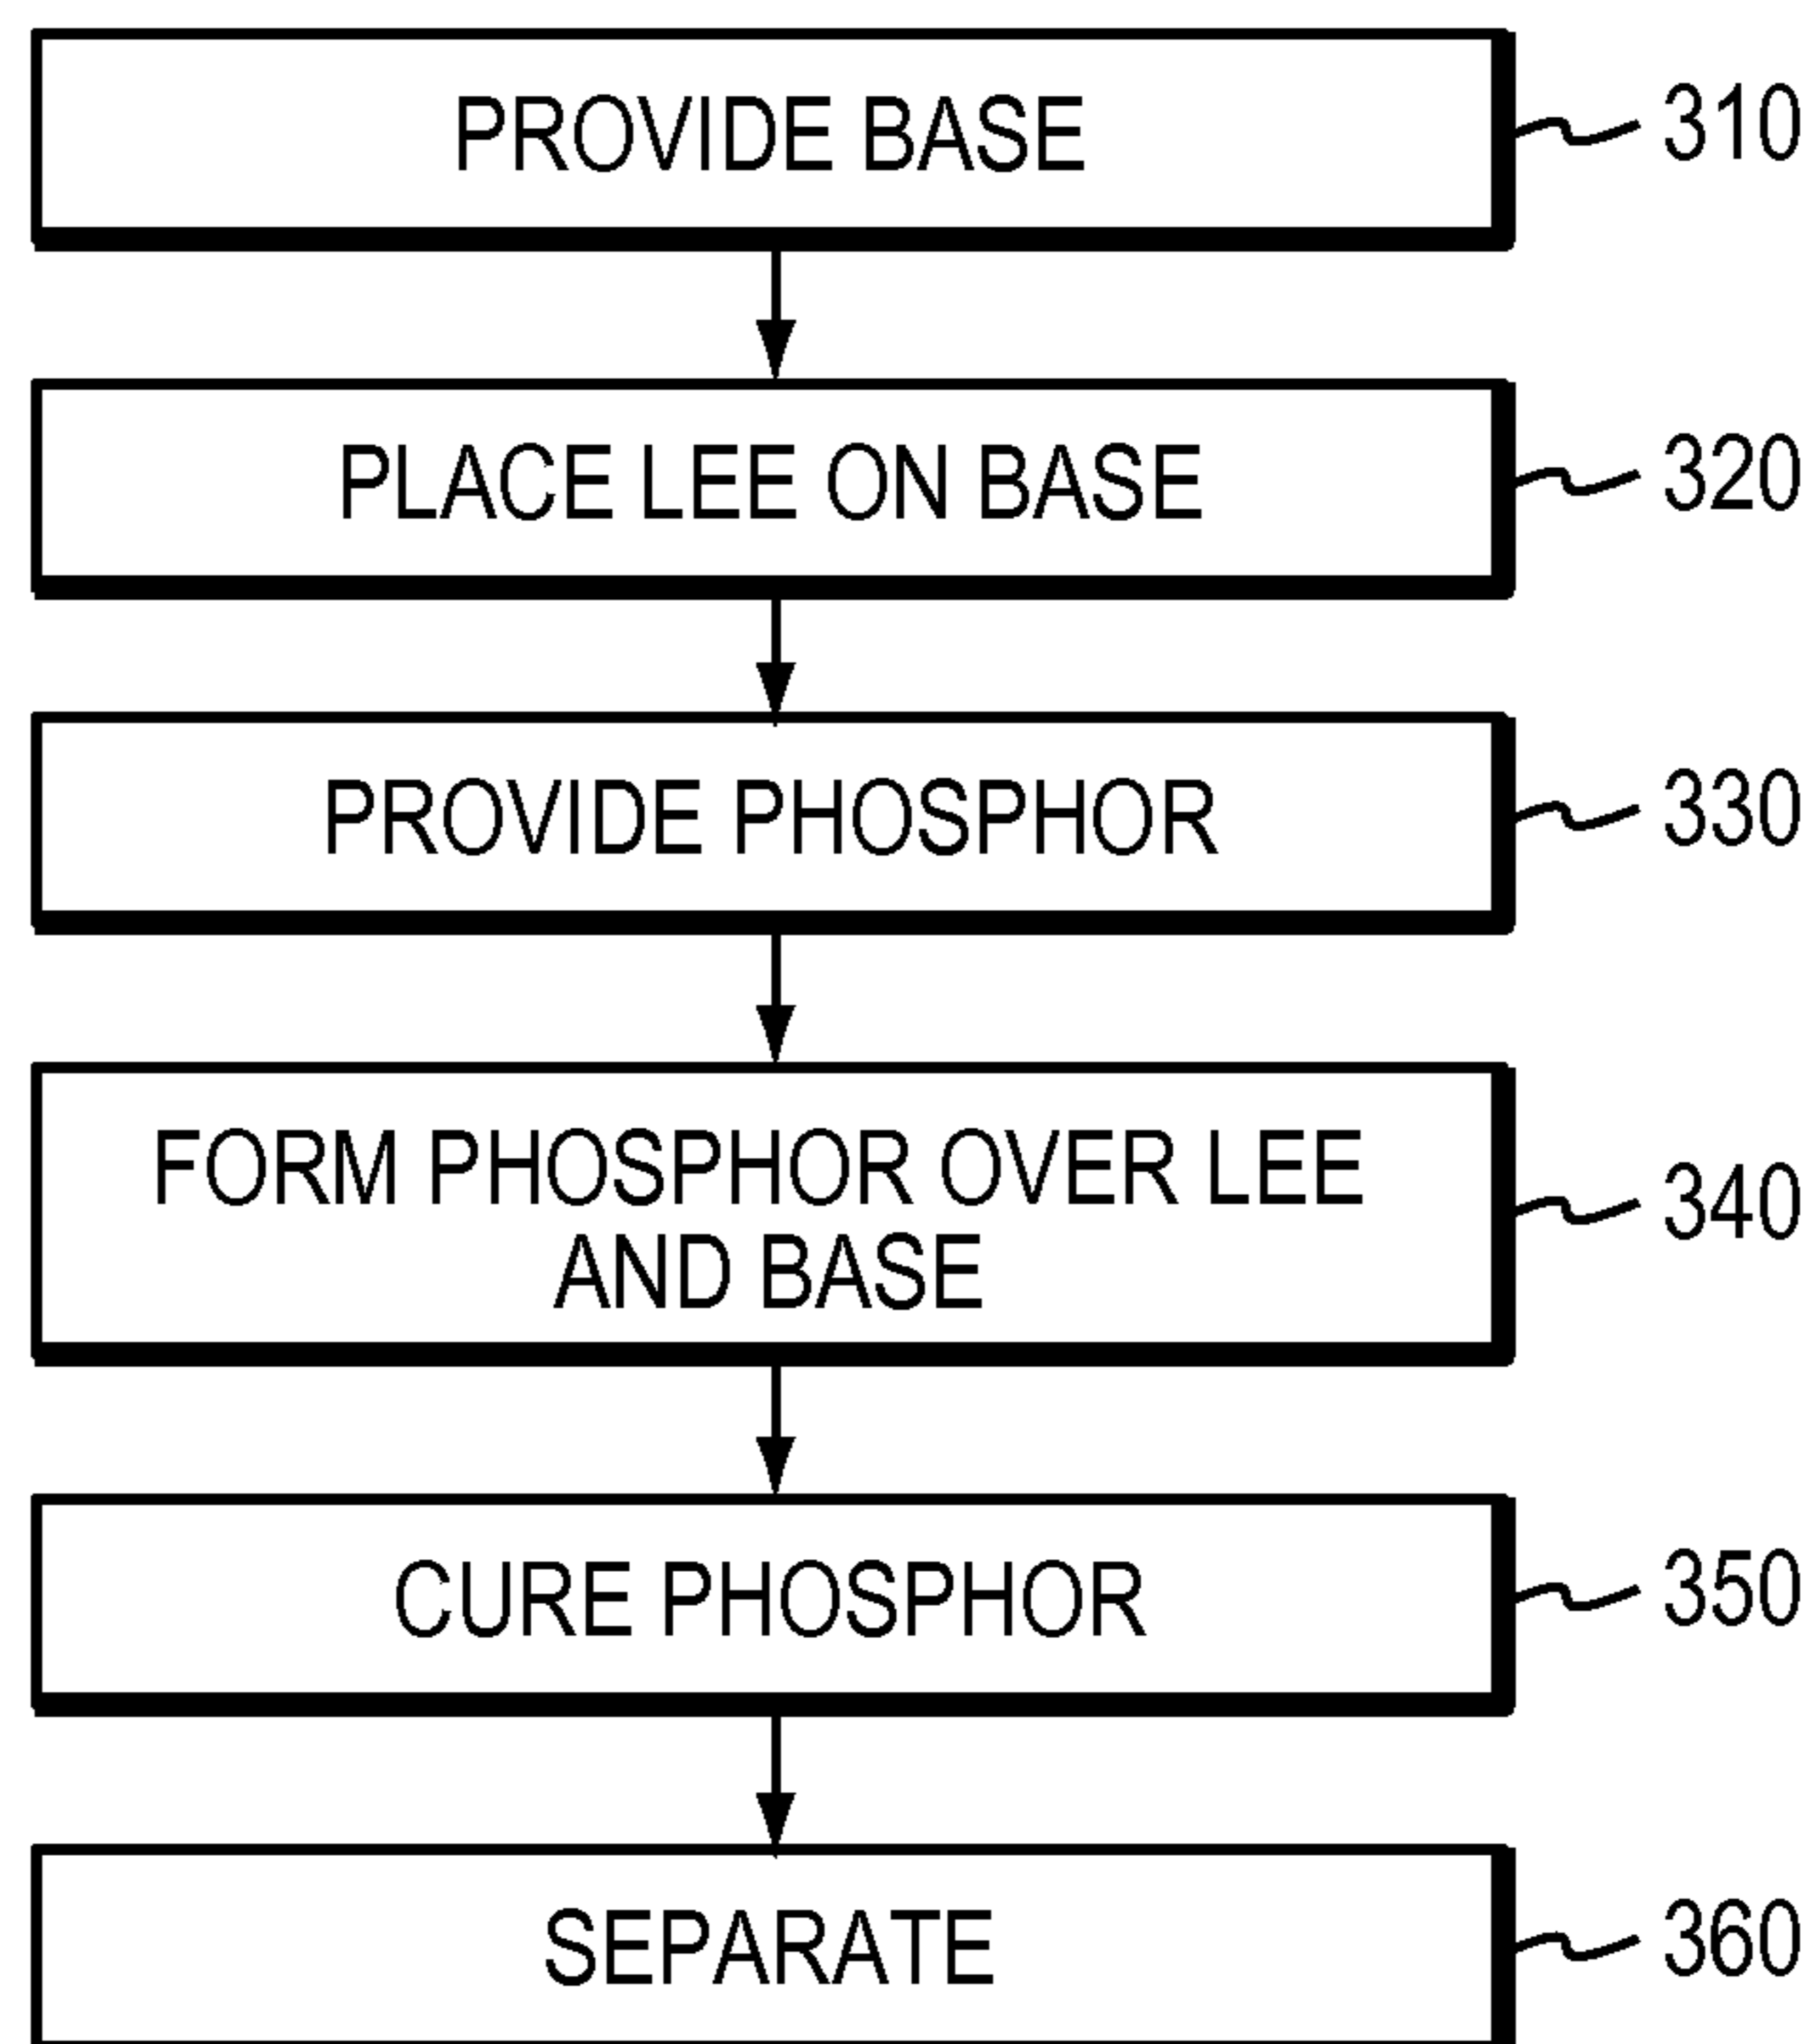 PROVIDE BASE
310
PLACE LEE ON BASE
320
PROVIDE PHOSPHOR
330
FORM PHOSPHOR OVER LEE
AND BASE
340
CURE PHOSPHOR
350
SEPARATE
360